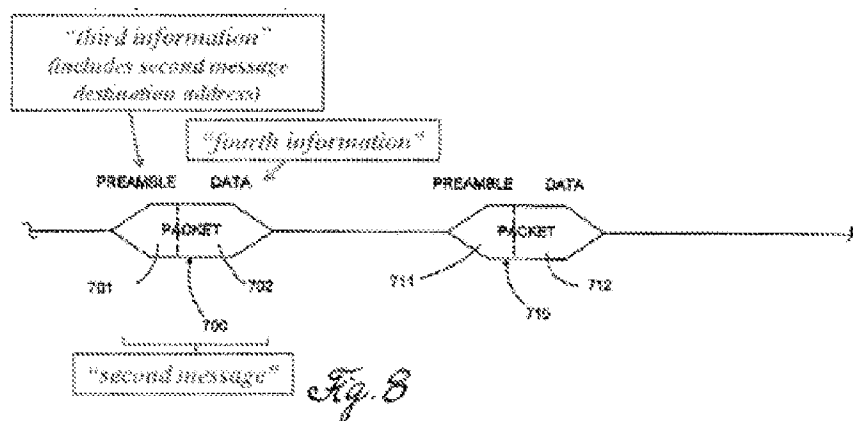 "third information"
(includes second message
destination address)
"fourth information"
PREAMBLE DATA
PREAMBLE DATA
PACKET
PACKET
701
702
700
711
712
715
"second message"
Fig. 8